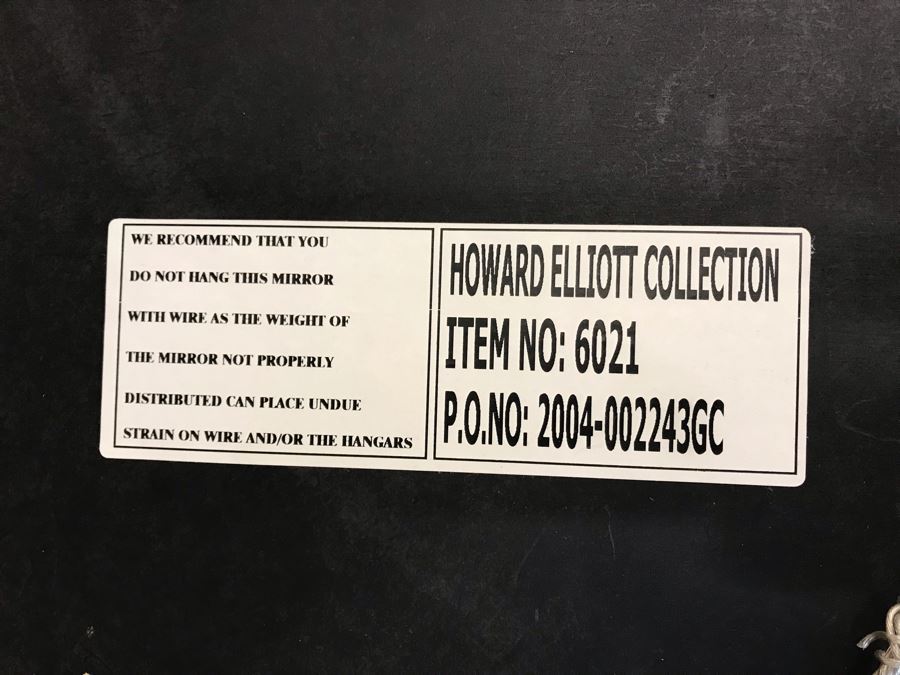 WE RECOMMEND THAT YOU
DO NOT HANG THIS MIRROR
WITH WIRE AS THE WEIGHT OF
THE MIRROR NOT PROPERLY
DISTRIBUTED CAN PLACE UNDUE
STRAIN ON WIRE AND/OR THE HANGARS
HOWARD ELLIOTT COLLECTION
ITEM NO: 6021
P.O.NO: 2004-002243GC